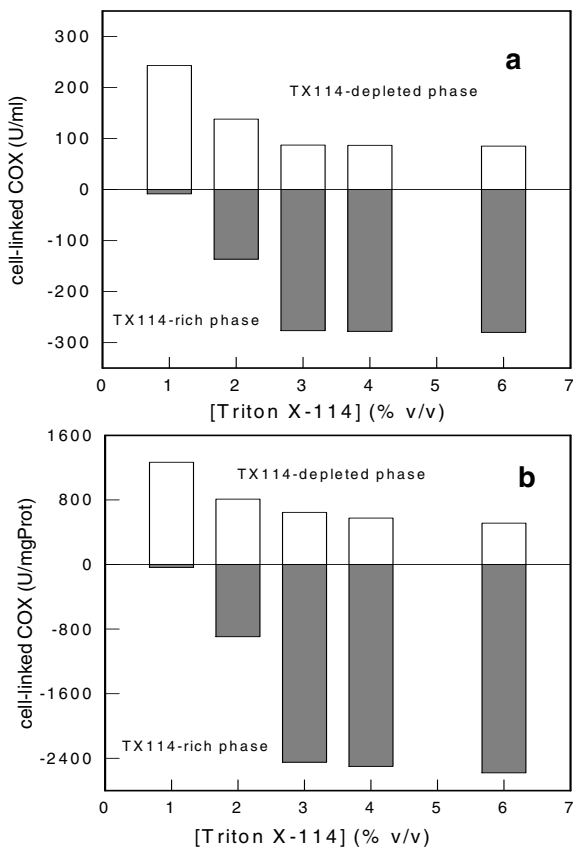 a
300
200
100
0
-100
-200
-300
cell-linked COX (U/ml)
TX114-depleted phase
TX114-rich phase
0 1 2 3 4 5 6 7
[Triton X-114] (% v/v)
b
1600
800
0
-800
-1600
-2400
cell-linked COX (U/mgProt)
TX114-depleted phase
TX114-rich phase
0 1 2 3 4 5 6 7
[Triton X-114] (% v/v)